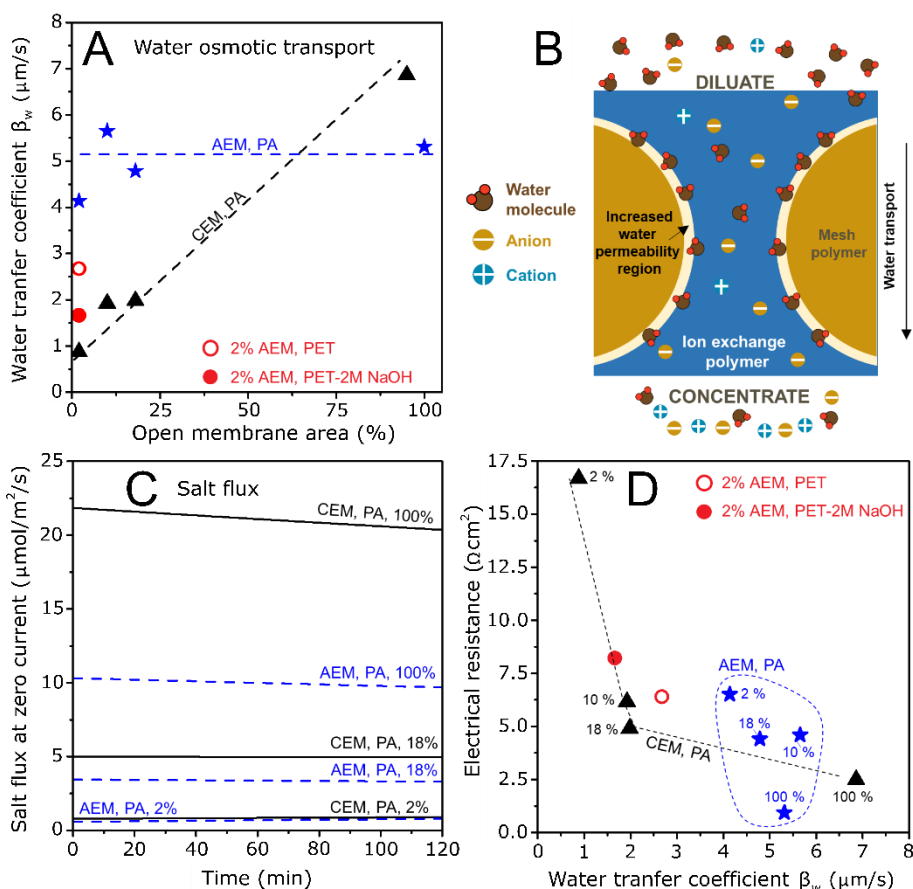 A
Water osmotic transport
Water tranfer coefficient βw (µm/s)
8
7
6
5
4
3
2
1
0
AEM, PA
CEM, PA
2% AEM, PET
2% AEM, PET-2M NaOH
0 25 50 75 100
Open membrane area (%)
B
DILUATE
Water
molecule
Anion
Cation
Increased
water
permeability
region
Mesh
polymer
Water transport
Ion exchange
polymer
CONCENTRATE
C
Salt flux
Salt flux at zero current (µmol/m²/s)
25
20
15
10
5
0
CEM, PA, 100%
AEM, PA, 100%
CEM, PA, 18%
AEM, PA, 18%
AEM, PA, 2%
CEM, PA, 2%
0 20 40 60 80 100 120
Time (min)
D
Electrical resistance (Ωcm²)
17.5
15.0
12.5
10.0
7.5
5.0
2.5
0.0
2 %
2% AEM, PET
2% AEM, PET-2M NaOH
AEM, PA
2 %
10 %
18 %
18 %
10 %
CEM, PA
100 %
100 %
0 1 2 3 4 5 6 7 8
Water tranfer coefficient βw (µm/s)